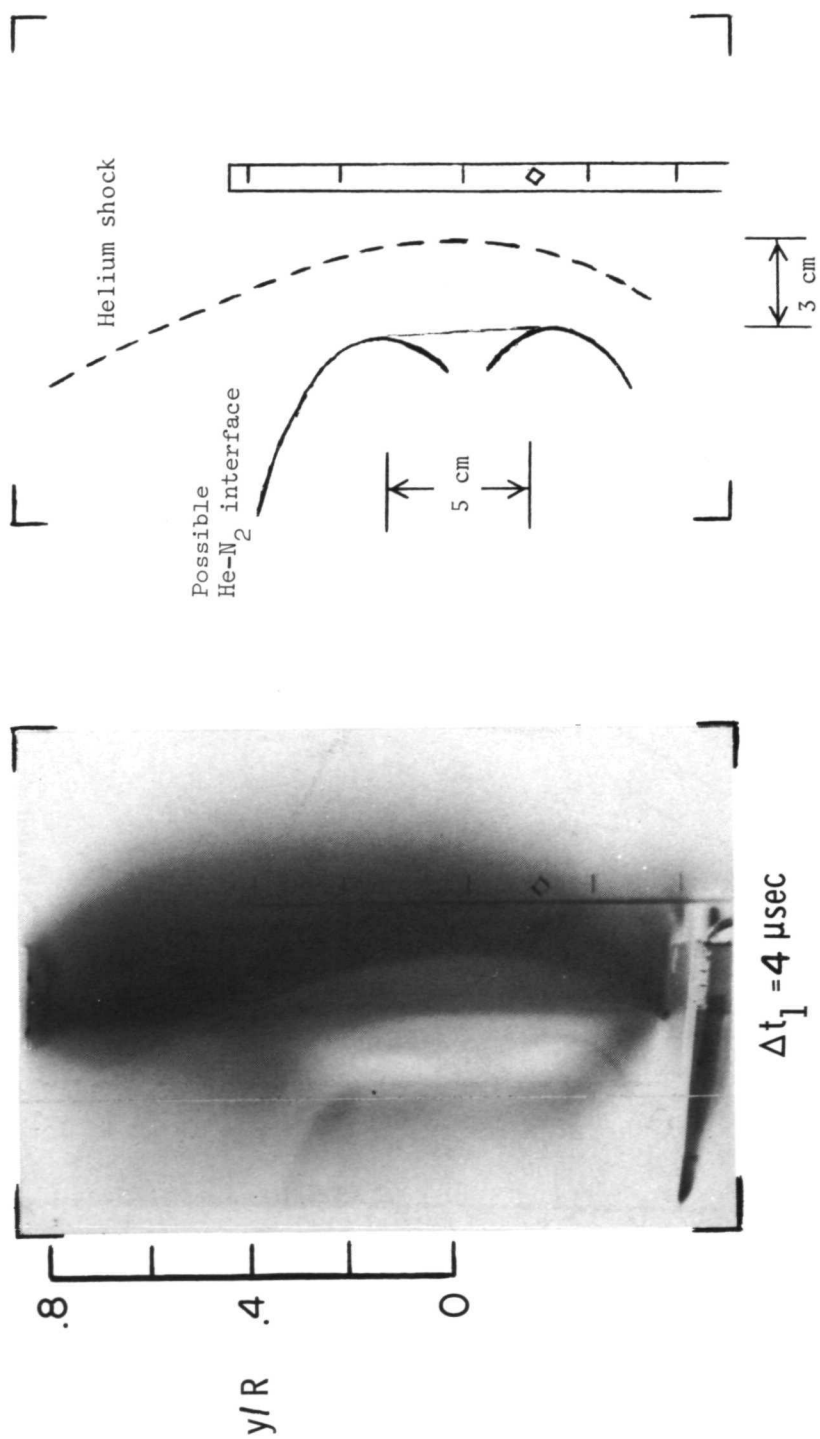 Helium shock
Possible
He-N2 interface
5 cm
3 cm
.8
.4
0
y/R
Δt1 = 4 μsec